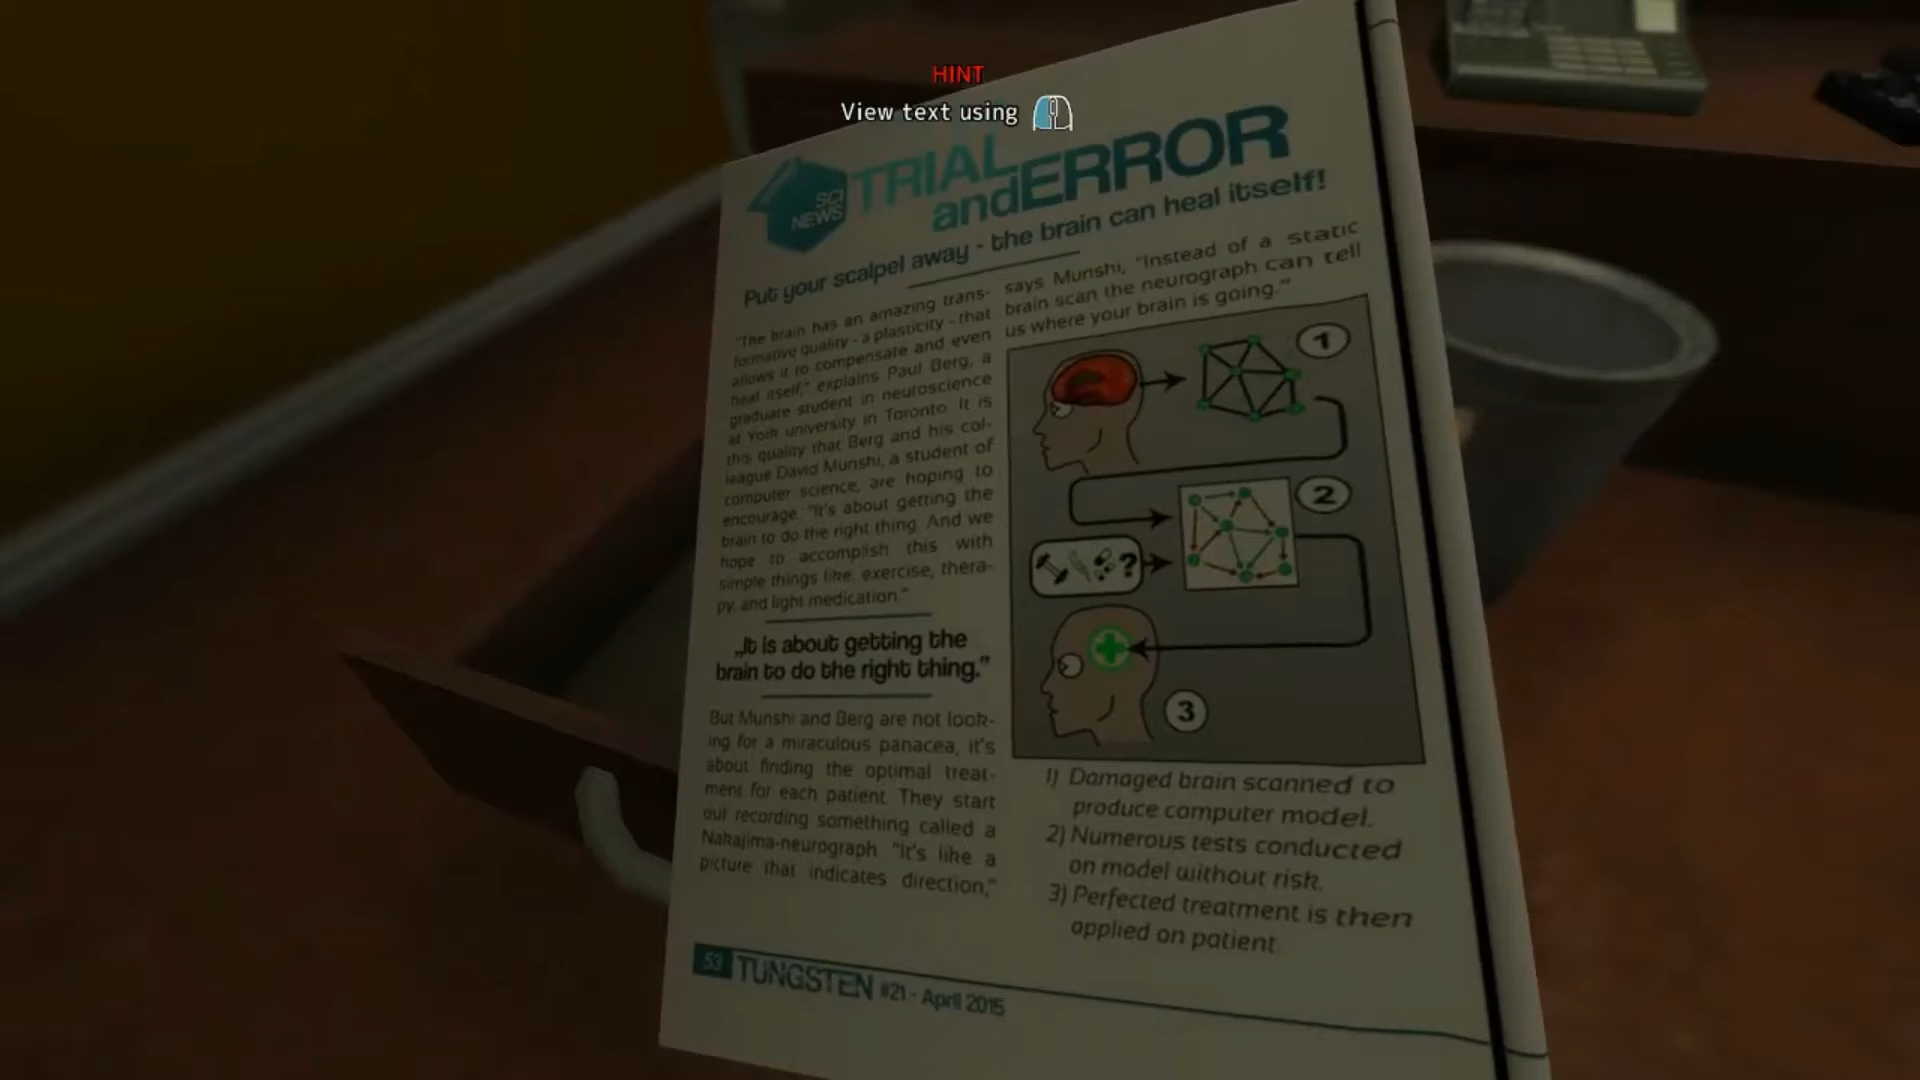 HINT
View text using
SCI
NEWS
TRIAL
andERROR
Put your scalpel away - the brain can heal itself!
"The brain has an amazing trans-
formative quality - a plasticity - that
allows it to compensate and even
heal itself," explains Paul Berg, a
graduate student in neuroscience
at York university in Toronto. It is
this quality that Berg and his col-
league David Munshi, a student of
computer science, are hoping to
encourage. "It's about getting the
brain to do the right thing. And we
hope to accomplish this with
simple things like: exercise, thera-
py, and light medication."
„It is about getting the
brain to do the right thing."
But Munshi and Berg are not look-
ing for a miraculous panacea, it's
about finding the optimal treat-
ment for each patient. They start
out recording something called a
Nakajima-neurograph. "It's like a
picture that indicates direction,"
says Munshi, "Instead of a static
brain scan the neurograph can tell
us where your brain is going."
1
2
?
3
1) Damaged brain scanned to
produce computer model.
2) Numerous tests conducted
on model without risk.
3) Perfected treatment is then
applied on patient.
53 TUNGSTEN #21 - April 2015